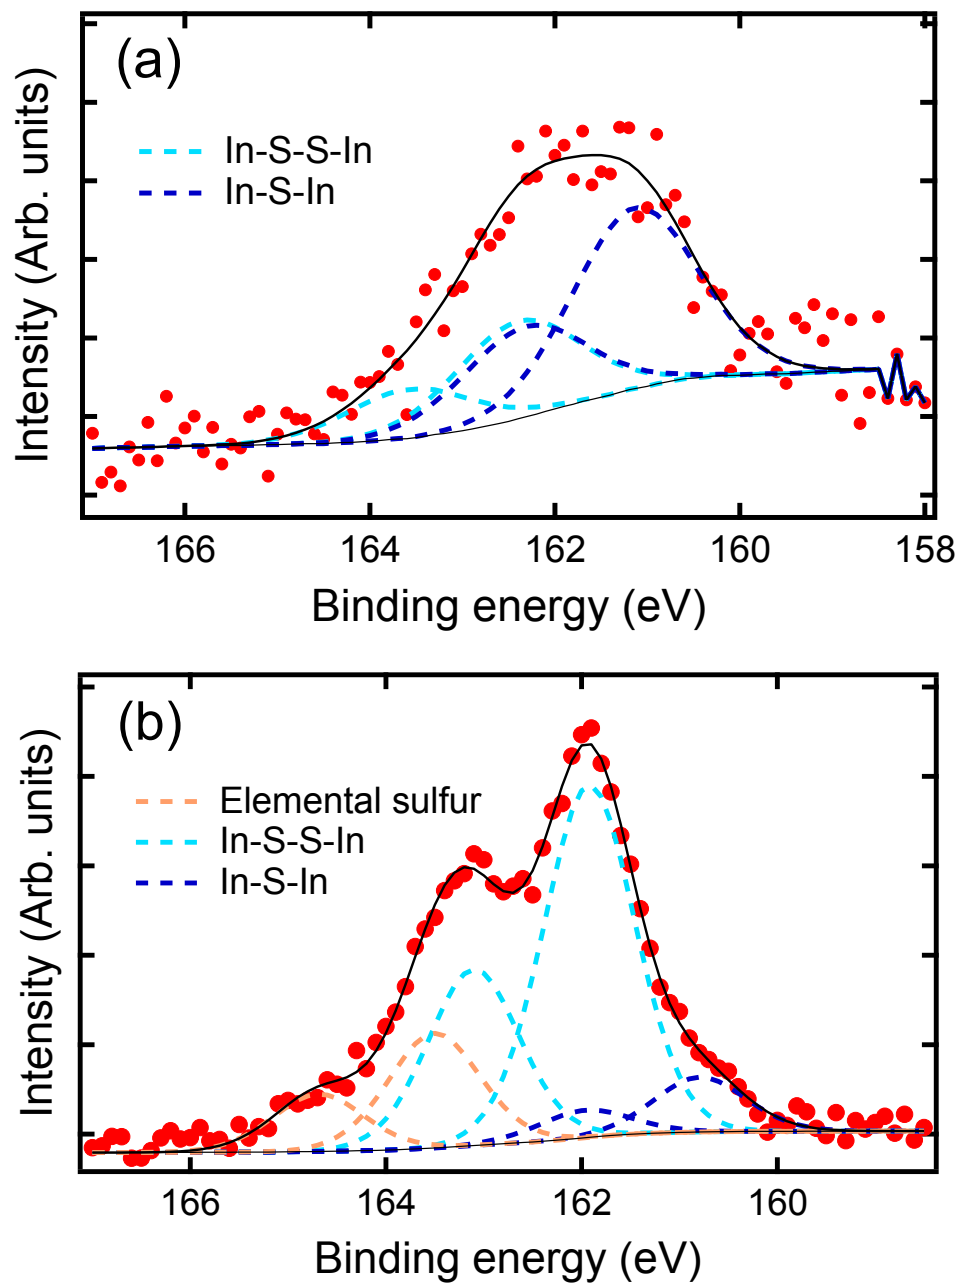 (a)
In-S-S-In
In-S-In
Intensity (Arb. units)
166 164 162 160 158
Binding energy (eV)
(b)
Elemental sulfur
In-S-S-In
In-S-In
Intensity (Arb. units)
166 164 162 160
Binding energy (eV)